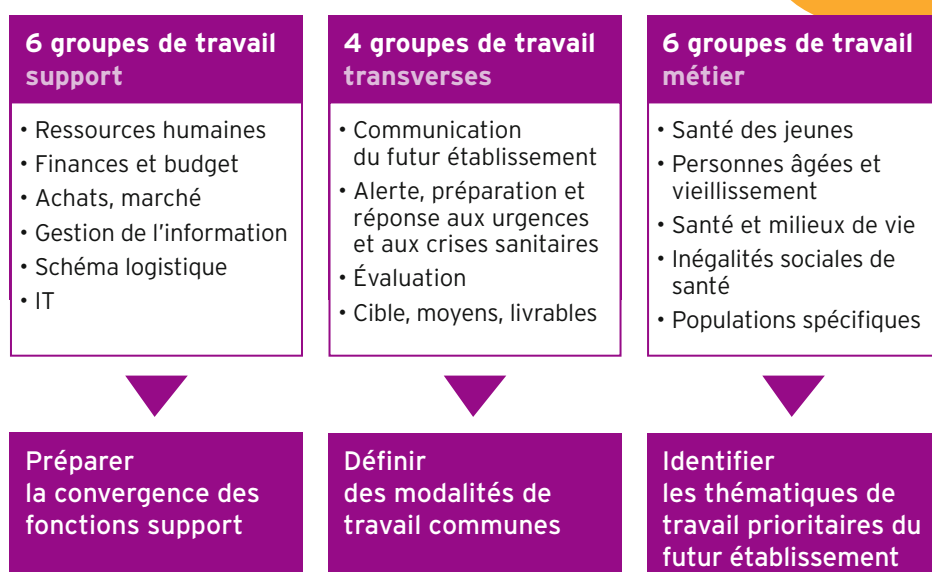 6 groupes de travail
support
• Ressources humaines
• Finances et budget
• Achats, marché
• Gestion de l'information
• Schéma logistique
• IT
Préparer
la convergence des
fonctions support
4 groupes de travail
transverses
• Communication
du futur établissement
• Alerte, préparation et
réponse aux urgences
et aux crises sanitaires
• Évaluation
• Cible, moyens, livrables
Définir
des modalités de
travail communes
6 groupes de travail
métier
• Santé des jeunes
• Personnes âgées et
vieillissement
• Santé et milieux de vie
• Inégalités sociales de
santé
• Populations spécifiques
Identifier
les thématiques de
travail prioritaires du
futur établissement